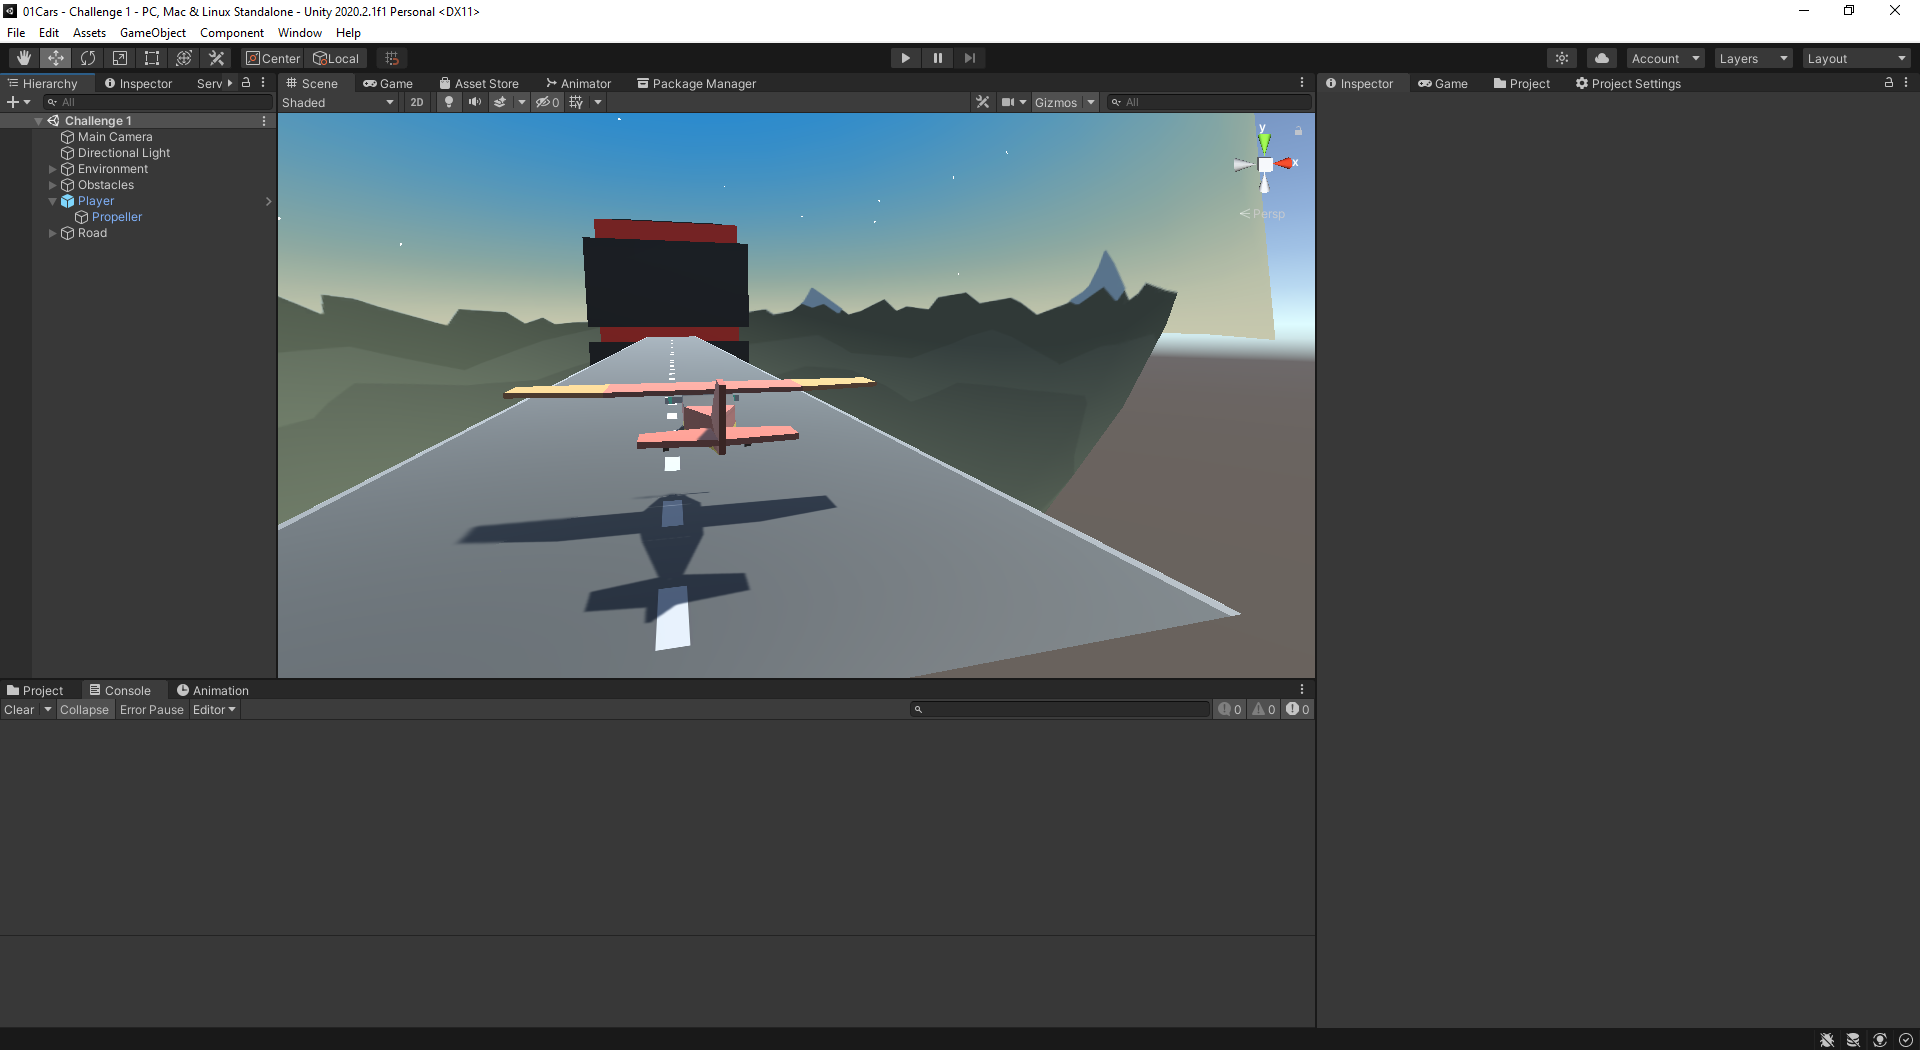 01Cars - Challenge 1 - PC, Mac & Linux Standalone - Unity 2020.2.1f1 Personal <DX11>
File Edit Assets GameObject Component Window Help
Center Local Account Layers Layout
Hierarchy Inspector Serv Scene Game Asset Store Animator Package Manager Inspector Game Project Project Settings
All Shaded 2D 0 Gizmos All
Challenge 1
Main Camera
Directional Light
Environment
Obstacles
Player
Propeller
Road
y
x
Persp
Project Console Animation
Clear Collapse Error Pause Editor 0 0 0